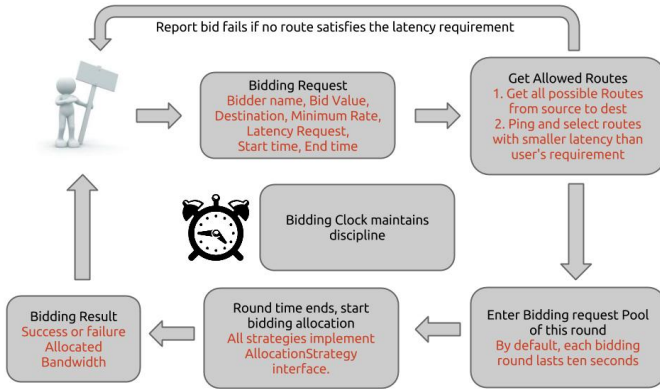 Report bid fails if no route satisfies the latency requirement
Bidding Request
Bidder name, Bid Value,
Destination, Minimum Rate,
Latency Request,
Start time, End time
Get Allowed Routes
1. Get all possible Routes
from source to dest
2. Ping and select routes
with smaller latency than
user's requirement
Bidding Clock maintains
discipline
Bidding Result
Success or failure
Allocated
Bandwidth
Round time ends, start
bidding allocation
All strategies implement
AllocationStrategy
interface.
Enter Bidding request Pool
of this round
By default, each bidding
round lasts ten seconds